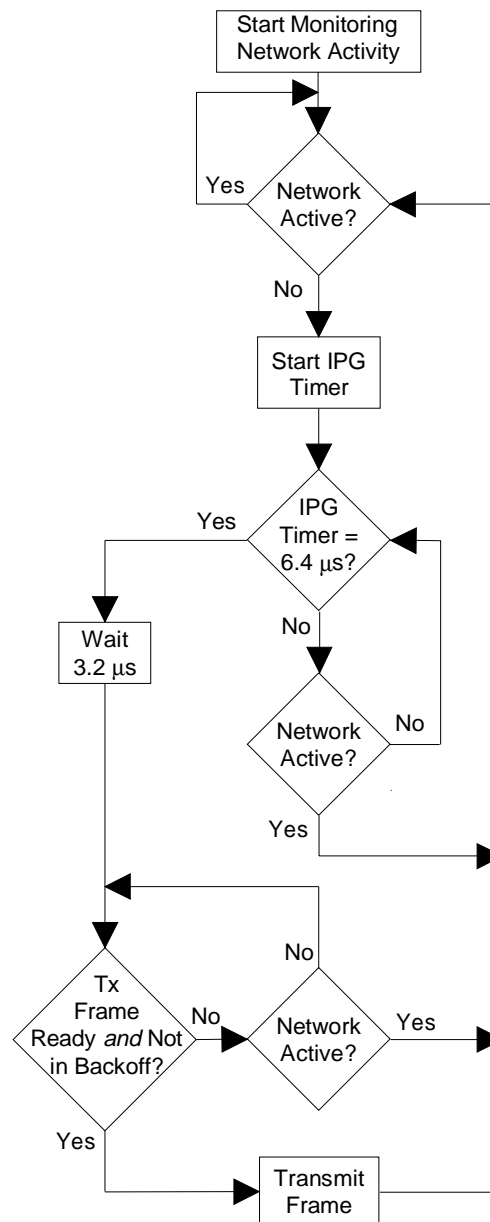 Start Monitoring
Network Activity
Yes
Network
Active?
No
Start IPG
Timer
Yes
IPG
Timer =
6.4 μs?
No
Wait
3.2 μs
Network
Active?
No
Yes
No
Tx
Frame
Ready and Not
in Backoff?
No
Network
Active?
Yes
Yes
Transmit
Frame